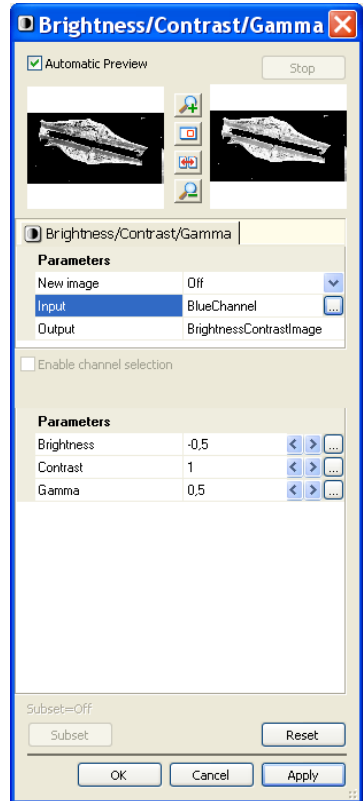 Brightness/Contrast/Gamma
Automatic Preview
Stop
Brightness/Contrast/Gamma
Parameters
New image Off
Input BlueChannel ...
Output BrightnessContrastImage
Enable channel selection
Parameters
Brightness -0,5 < > ...
Contrast 1 < > ...
Gamma 0,5 < > ...
Subset=Off
Subset Reset
OK Cancel Apply